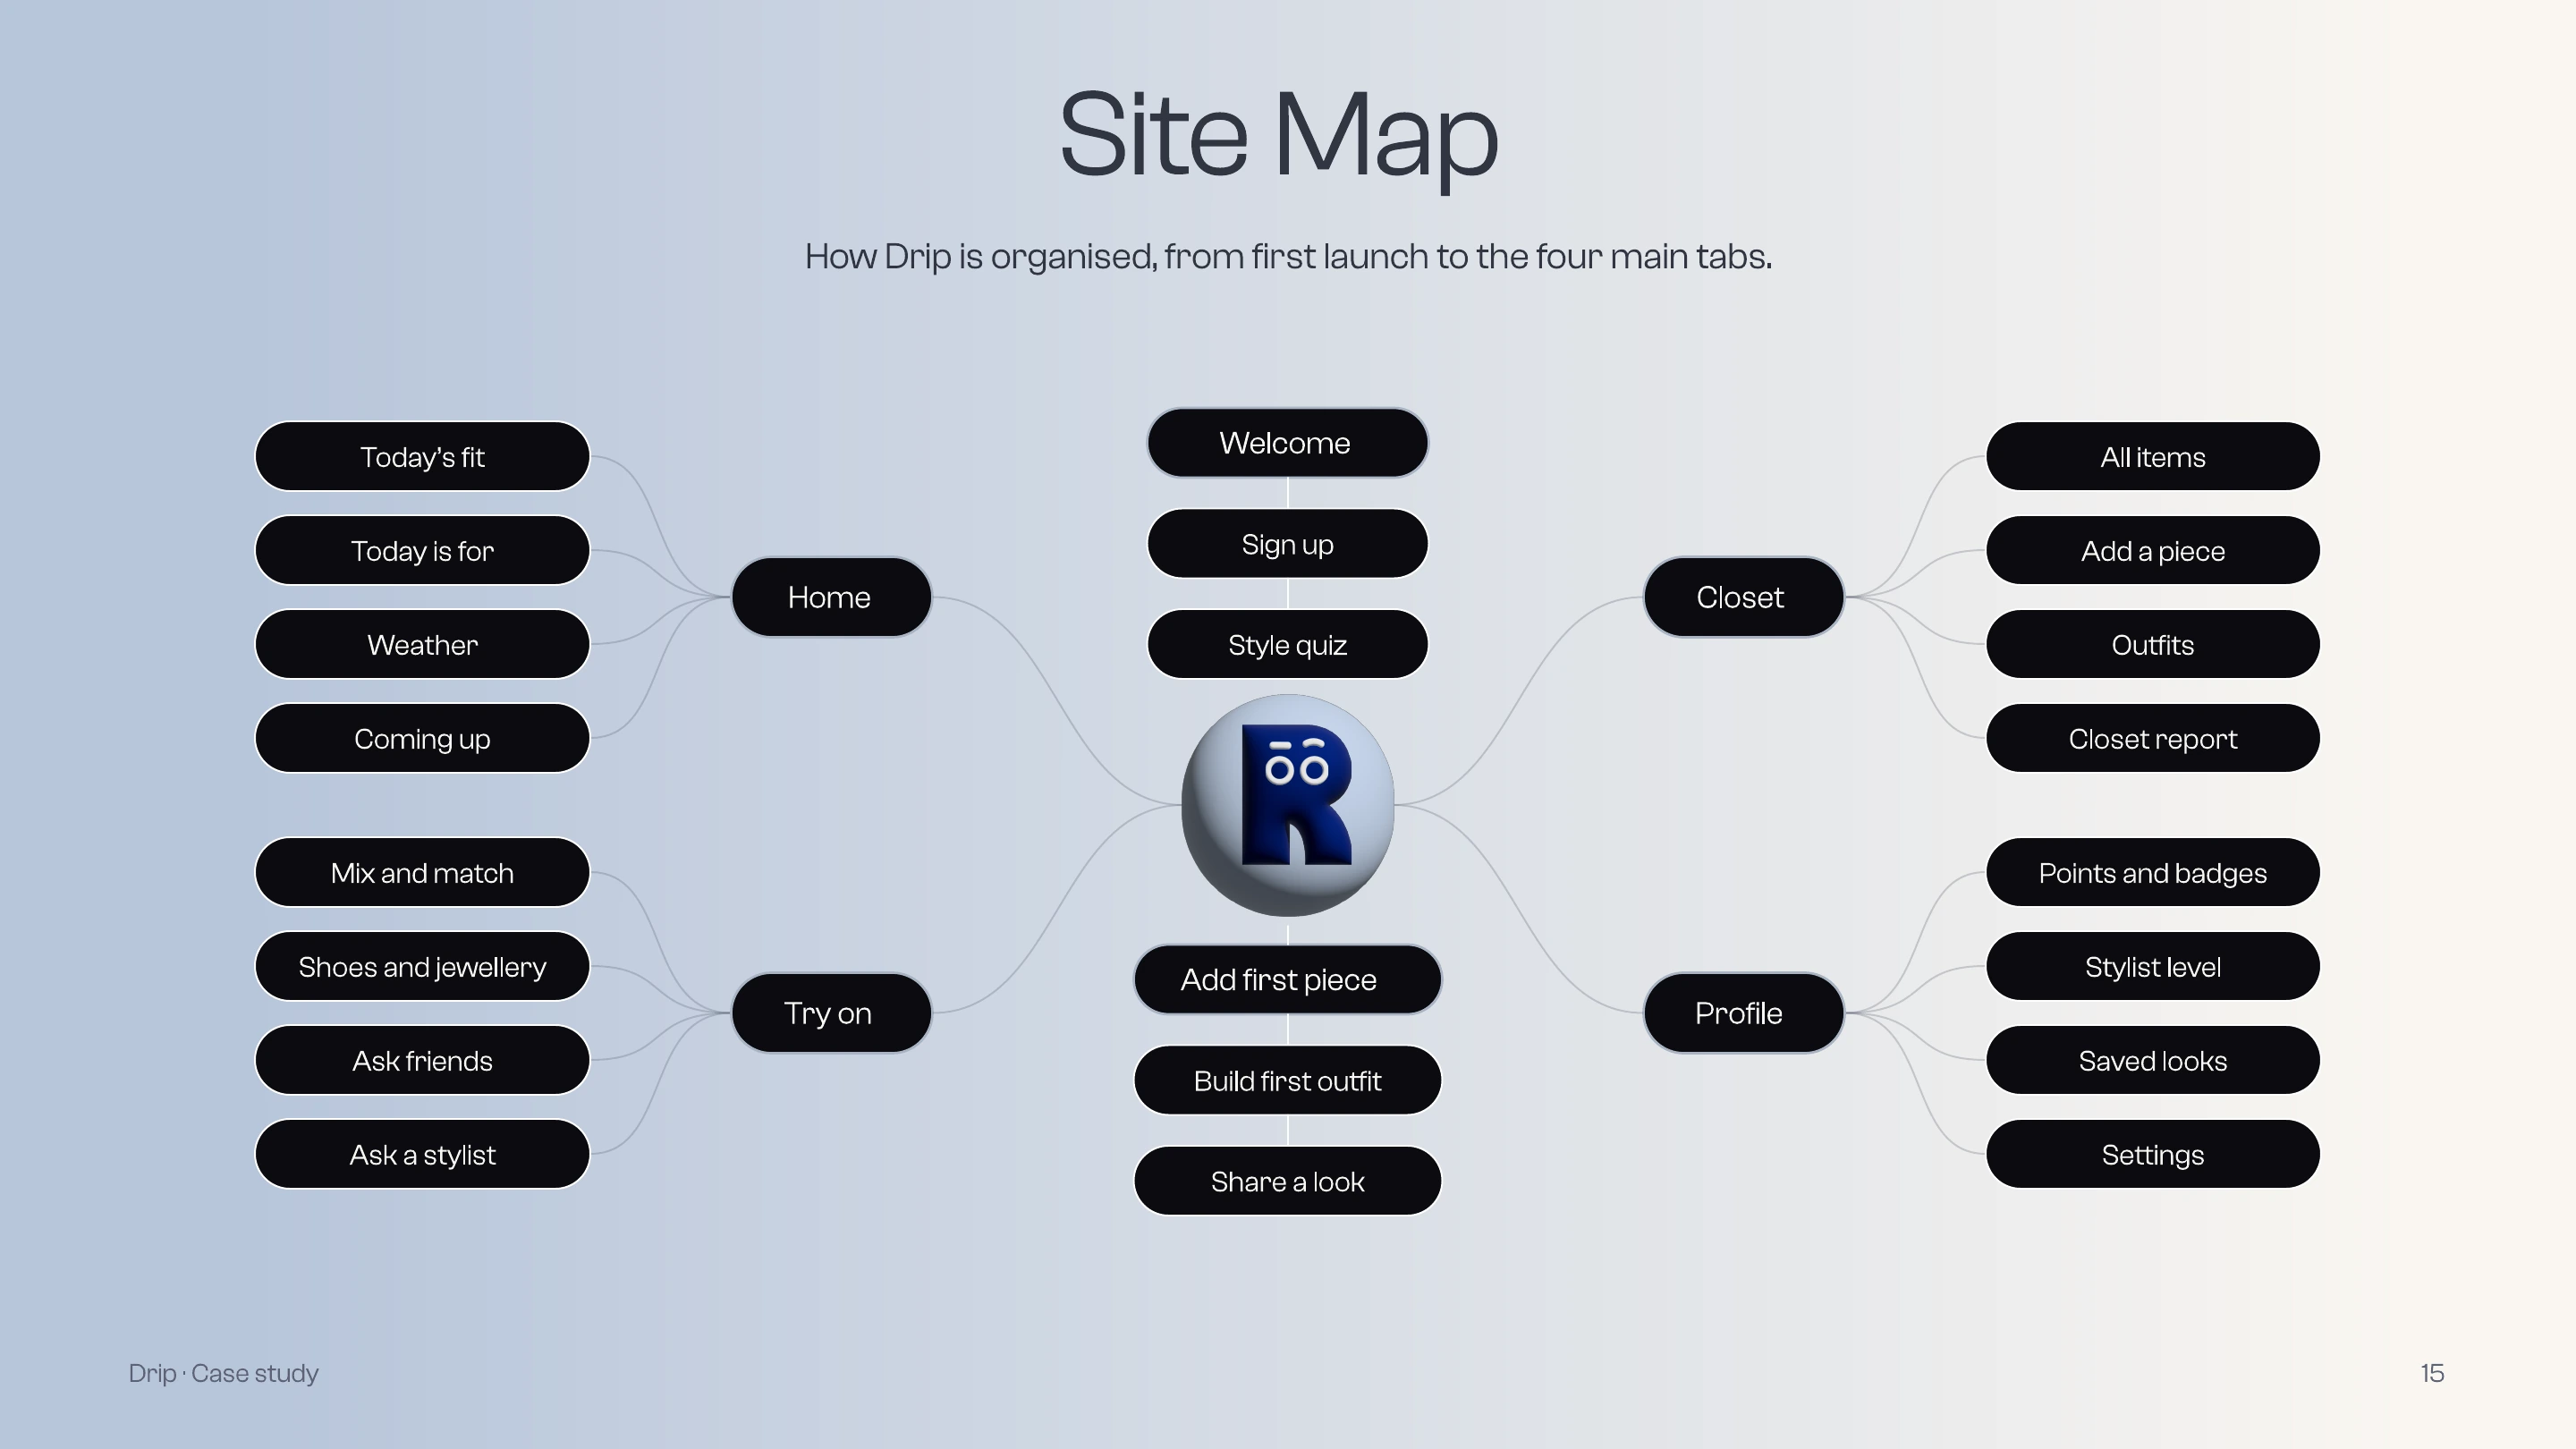 Site Map
How Drip is organised, from first launch to the four main tabs.
Today’s fit
Today is for
Weather
Coming up
Home
Mix and match
Shoes and jewellery
Ask friends
Ask a stylist
Try on
Welcome
Sign up
Style quiz
R
Add first piece
Build first outfit
Share a look
Closet
All items
Add a piece
Outfits
Closet report
Profile
Points and badges
Stylist level
Saved looks
Settings
Drip · Case study
15